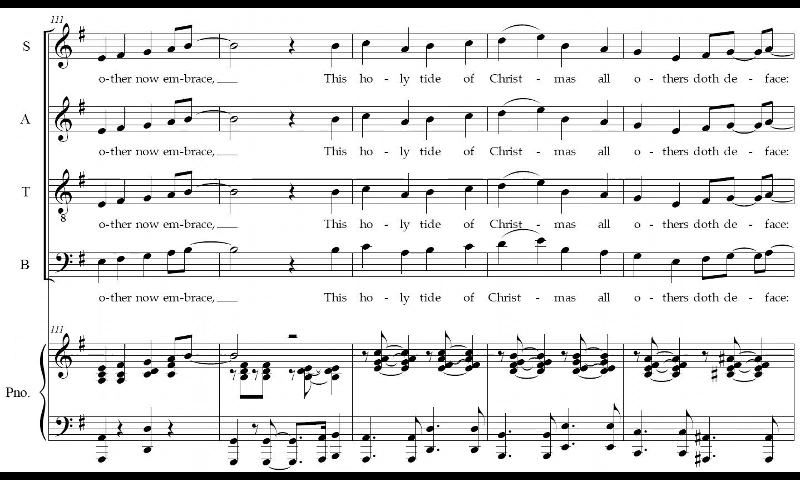 111
S
o-ther now em-brace,
This ho - ly tide of Christ - mas all o - thers doth de - face:
A
o-ther now em-brace,
This ho - ly tide of Christ - mas all o - thers doth de - face:
T
8
o-ther now em-brace,
This ho - ly tide of Christ - mas all o - thers doth de - face:
B
o-ther now em-brace,
This ho - ly tide of Christ - mas all o - thers doth de - face:
111
Pno.